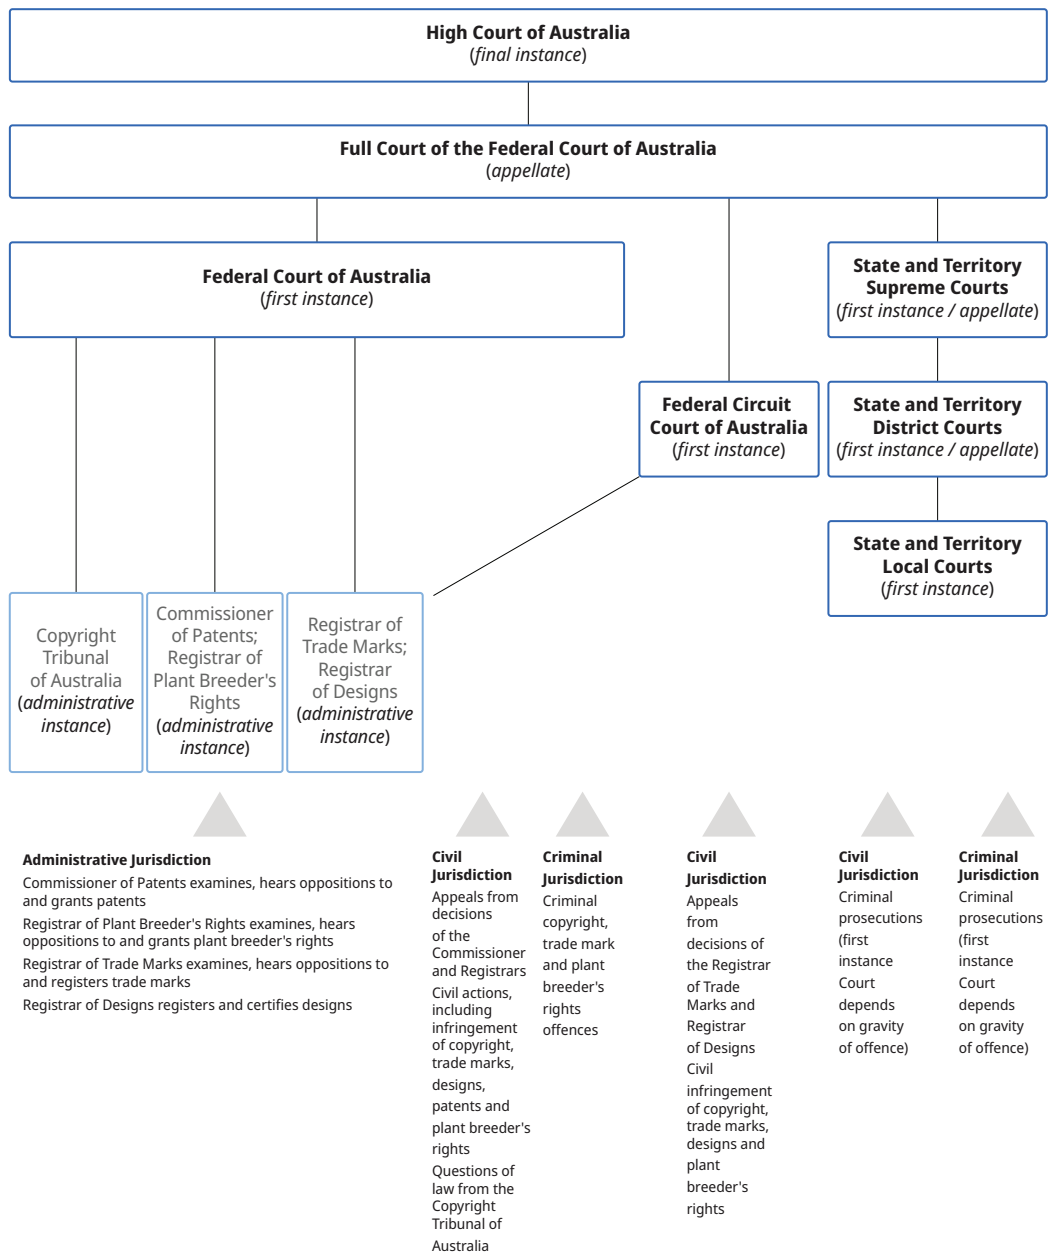 High Court of Australia
(final instance)
Full Court of the Federal Court of Australia
(appellate)
Federal Court of Australia
(first instance)
State and Territory
Supreme Courts
(first instance / appellate)
Federal Circuit
Court of Australia
(first instance)
State and Territory
District Courts
(first instance / appellate)
State and Territory
Local Courts
(first instance)
Copyright
Tribunal
of Australia
(administrative
instance)
Commissioner
of Patents;
Registrar of
Plant Breeder's
Rights
(administrative
instance)
Registrar of
Trade Marks;
Registrar
of Designs
(administrative
instance)
Administrative Jurisdiction
Commissioner of Patents examines, hears oppositions to
and grants patents
Registrar of Plant Breeder's Rights examines, hears
oppositions to and grants plant breeder's rights
Registrar of Trade Marks examines, hears oppositions to
and registers trade marks
Registrar of Designs registers and certifies designs
Civil
Jurisdiction
Appeals from
decisions
of the
Commissioner
and Registrars
Civil actions,
including
infringement
of copyright,
trade marks,
designs,
patents and
plant breeder's
rights
Questions of
law from the
Copyright
Tribunal of
Australia
Criminal
Jurisdiction
Criminal
copyright,
trade mark
and plant
breeder's
rights
offences
Civil
Jurisdiction
Appeals
from
decisions of
the Registrar
of Trade
Marks and
Registrar
of Designs
Civil
infringement
of copyright,
trade marks,
designs and
plant
breeder's
rights
Civil
Jurisdiction
Criminal
prosecutions
(first
instance
Court
depends
on gravity
of offence)
Criminal
Jurisdiction
Criminal
prosecutions
(first
instance
Court
depends
on gravity
of offence)